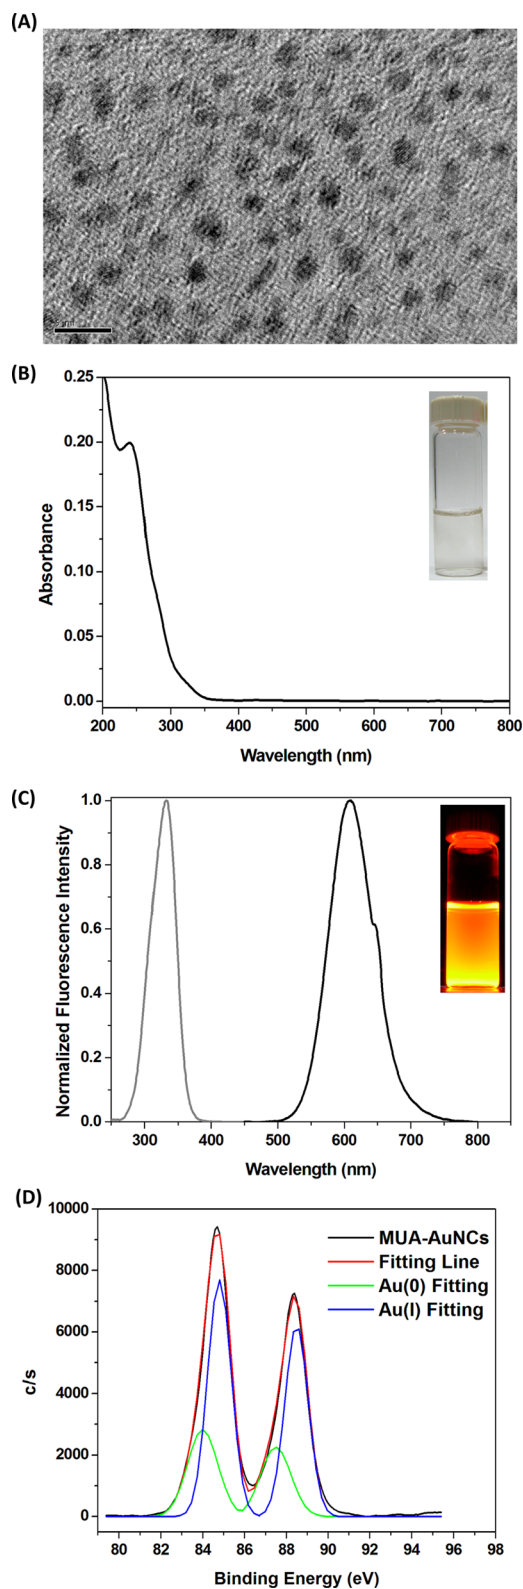 (A)
(B)
0.25
0.20
0.15
0.10
0.05
0.00
Absorbance
200 300 400 500 600 700 800
Wavelength (nm)
(C)
1.0
0.8
0.6
0.4
0.2
0.0
Normalized Fluorescence Intensity
300 400 500 600 700 800
Wavelength (nm)
(D)
10000
8000
6000
4000
2000
0
c/s
MUA-AuNCs
Fitting Line
Au(0) Fitting
Au(I) Fitting
80 82 84 86 88 90 92 94 96 98
Binding Energy (eV)